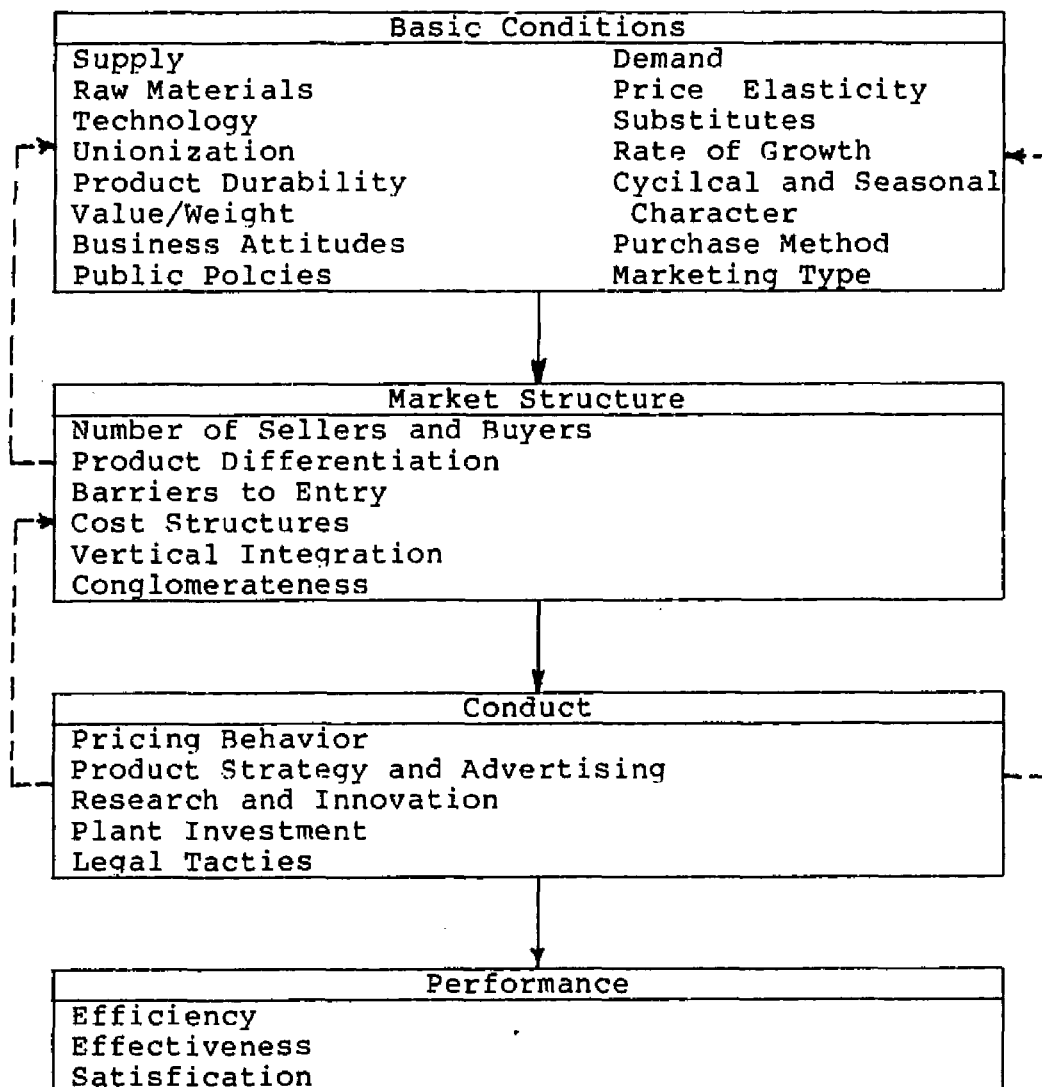 Basic Conditions
Supply
Raw Materials
Technology
Unionization
Product Durability
Value/Weight
Business Attitudes
Public Polcies
Demand
Price Elasticity
Substitutes
Rate of Growth
Cycilcal and Seasonal
Character
Purchase Method
Marketing Type
Market Structure
Number of Sellers and Buyers
Product Differentiation
Barriers to Entry
Cost Structures
Vertical Integration
Conglomerateness
Conduct
Pricing Behavior
Product Strategy and Advertising
Research and Innovation
Plant Investment
Legal Tacties
Performance
Efficiency
Effectiveness
Satisfication